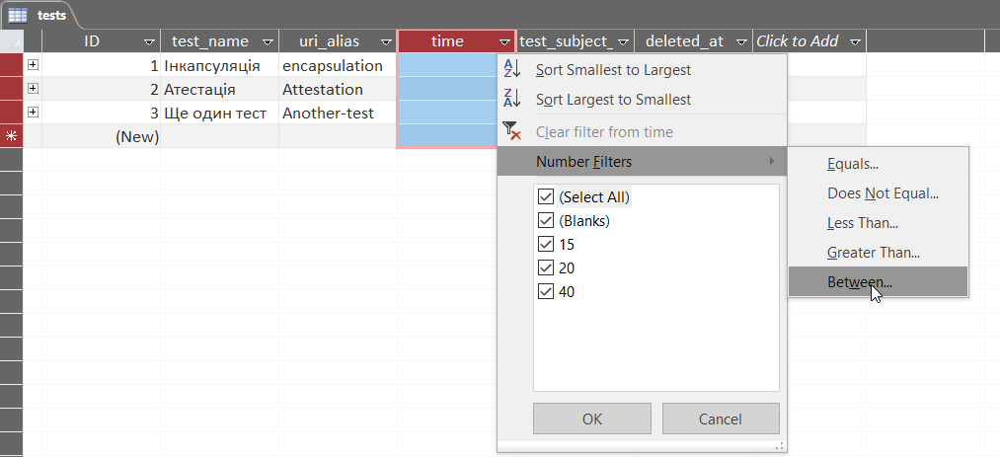 tests
ID test_name uri_alias time test_subject_ deleted_at Click to Add
1 Інкапсуляція encapsulation
2 Атестація Attestation
3 Ще один тест Another-test
(New)
Sort Smallest to Largest
Sort Largest to Smallest
Clear filter from time
Number Filters
(Select All)
(Blanks)
15
20
40
OK Cancel
Equals...
Does Not Equal...
Less Than...
Greater Than...
Between...